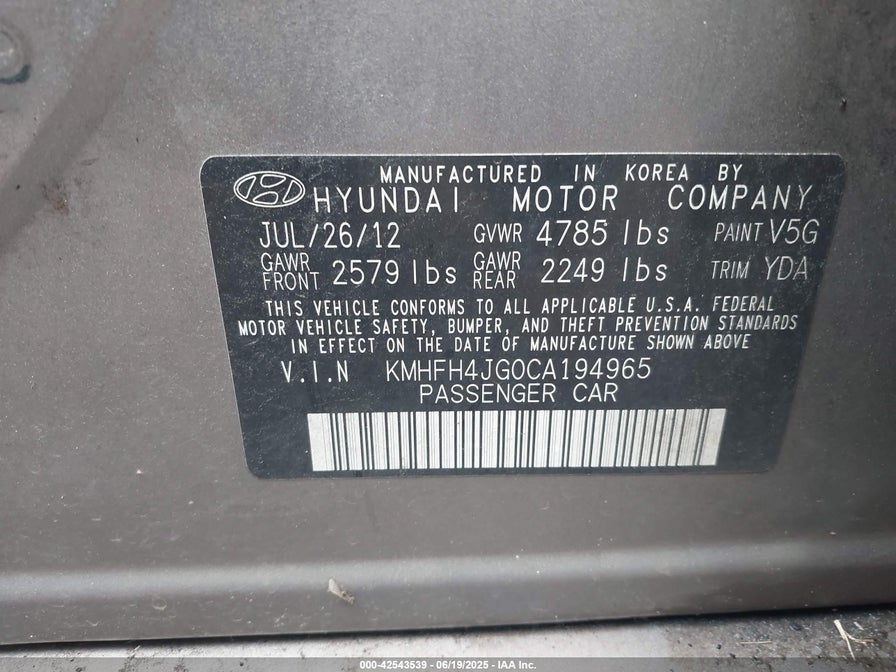 MANUFACTURED IN KOREA BY
HYUNDAI MOTOR COMPANY
JUL/26/12 GVWR 4785 lbs PAINT V5G
GAWR FRONT 2579 lbs GAWR REAR 2249 lbs TRIM YDA
THIS VEHICLE CONFORMS TO ALL APPLICABLE U.S.A. FEDERAL
MOTOR VEHICLE SAFETY, BUMPER, AND THEFT PREVENTION STANDARDS
IN EFFECT ON THE DATE OF MANUFACTURE SHOWN ABOVE
V.I.N KMHFH4JG0CA194965
PASSENGER CAR
000-42543539 - 06/19/2025 - IAA Inc.